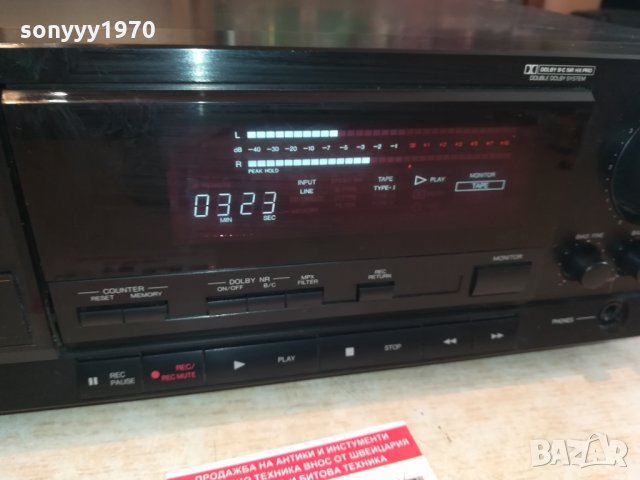 sonyyy1970
DOLBY B·C NR HX PRO
DOUBLE DOLBY SYSTEM
L
dB -40 -30 -20 -10 -7 -5 -3 -2 -1
R
PEAK HOLD
INPUT
LINE
TAPE
TYPE-I
PLAY
MONITOR
TAPE
0323
MIN SEC
COUNTER
RESET MEMORY
DOLBY NR
ON/OFF B/C
MPX
FILTER
REC
RETURN
MONITOR
PHONES
REC
PAUSE
REC/
REC MUTE
PLAY
STOP
ПРОДАЖБА НА АНТИКИ И ИНСТУМЕНТИ
ТЕХНИКА ВНОС ОТ ШВЕЙЦАРИЯ
БИТОВА ТЕХНИКА
BAZAR